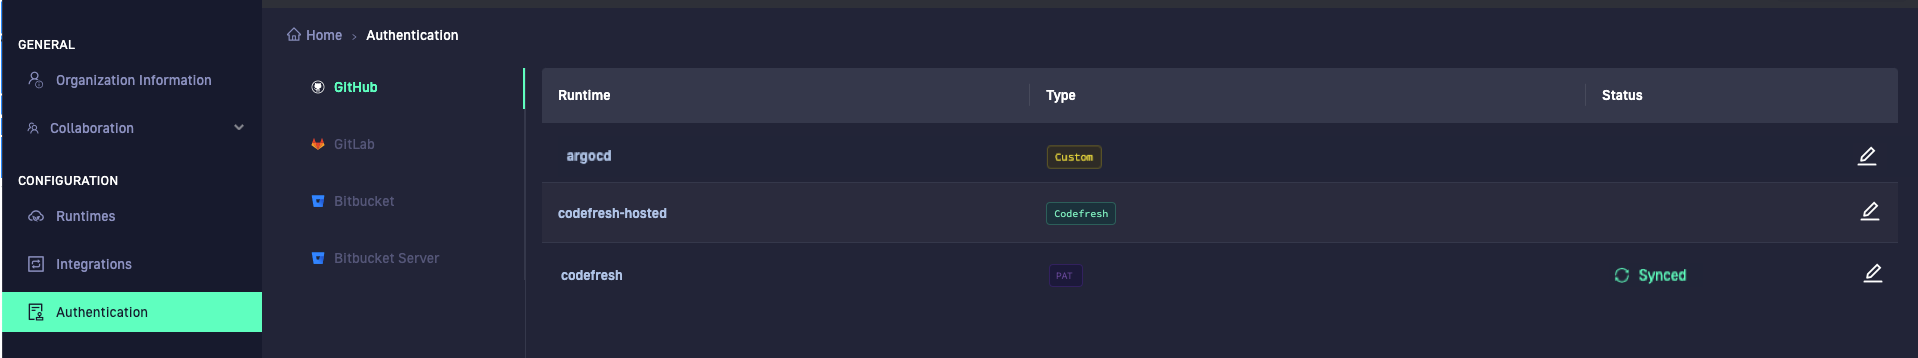 GENERAL
Organization Information
Collaboration
CONFIGURATION
Runtimes
Integrations
Authentication
Home > Authentication
GitHub
GitLab
Bitbucket
Bitbucket Server
Runtime Type Status
argocd Custom
codefresh-hosted Codefresh
codefresh PAT Synced